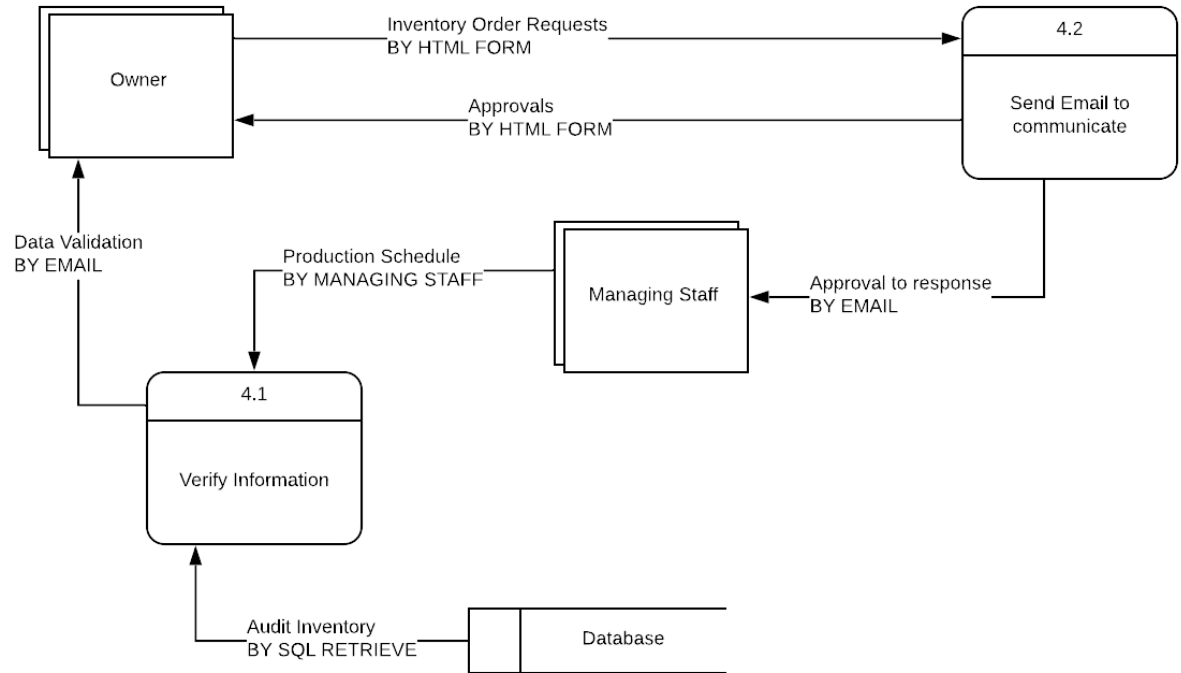 Inventory Order Requests
BY HTML FORM
4.2
Owner
Approvals
BY HTML FORM
Send Email to
communicate
Data Validation
BY EMAIL
Production Schedule
BY MANAGING STAFF
Managing Staff
Approval to response
BY EMAIL
4.1
Verify Information
Audit Inventory
BY SQL RETRIEVE
Database